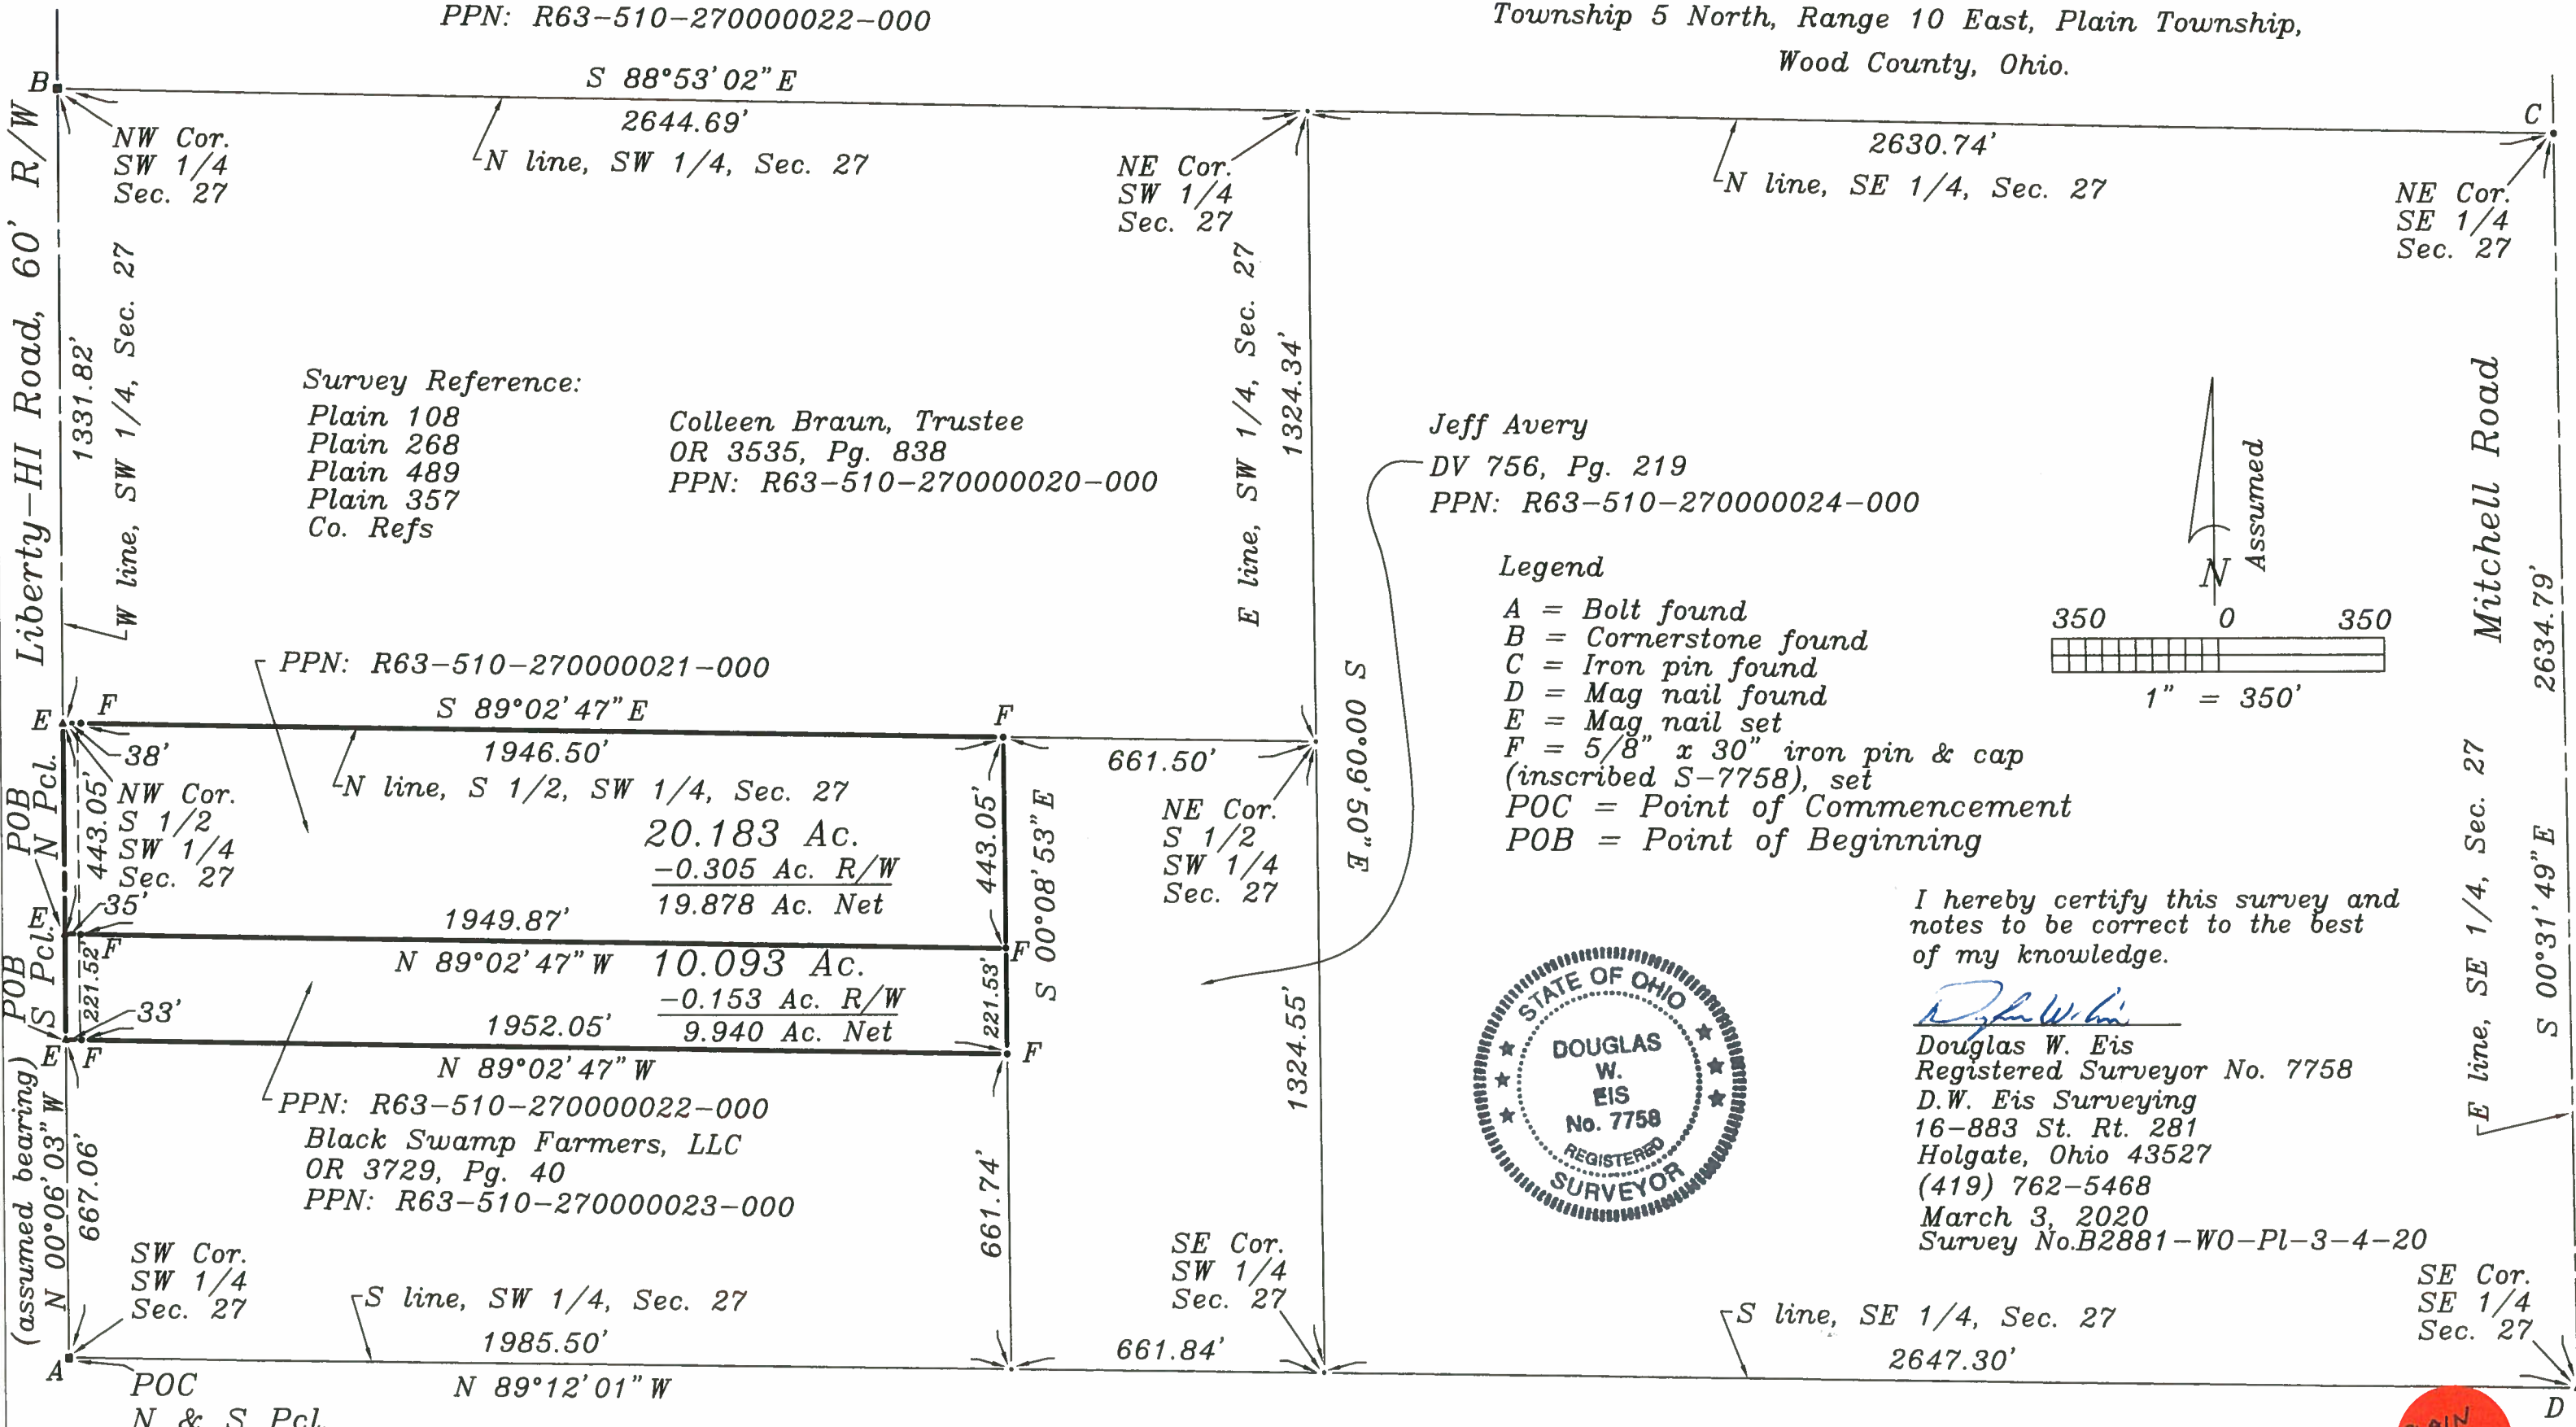 PPN: R63-510-270000022-000
Township 5 North, Range 10 East, Plain Township,
Wood County, Ohio.
B
S 88°53'02" E
2644.69'
N line, SW 1/4, Sec. 27
NW Cor.
SW 1/4
Sec. 27
NE Cor.
SW 1/4
Sec. 27
2630.74'
N line, SE 1/4, Sec. 27
C
NE Cor.
SE 1/4
Sec. 27
Liberty-HI Road, 60' R/W
1331.82'
W line, SW 1/4, Sec. 27
Survey Reference:
Plain 108
Plain 268
Plain 489
Plain 357
Co. Refs
Colleen Braun, Trustee
OR 3535, Pg. 838
PPN: R63-510-270000020-000
E line, SW 1/4, Sec. 27
1324.34'
Jeff Avery
DV 756, Pg. 219
PPN: R63-510-270000024-000
Legend
A = Bolt found
B = Cornerstone found
C = Iron pin found
D = Mag nail found
E = Mag nail set
F = 5/8" x 30" iron pin & cap
(inscribed S-7758), set
POC = Point of Commencement
POB = Point of Beginning
N
Assumed
350 0 350
1" = 350'
Mitchell Road
2634.79'
S 00°31'49" E
E line, SE 1/4, Sec. 27
PPN: R63-510-270000021-000
E
F
S 89°02'47" E
F
1946.50'
38'
N line, S 1/2, SW 1/4, Sec. 27
661.50'
S 00°09'50" E
POB
N Pcl.
443.05'
NW Cor.
S 1/2
SW 1/4
Sec. 27
20.183 Ac.
-0.305 Ac. R/W
19.878 Ac. Net
443.05'
S 00°08'53" E
NE Cor.
S 1/2
SW 1/4
Sec. 27
E
35'
F
1949.87'
N 89°02'47" W
F
POB
S Pcl.
221.52'
10.093 Ac.
-0.153 Ac. R/W
9.940 Ac. Net
221.53'
33'
E
F
1952.05'
N 89°02'47" W
F
PPN: R63-510-270000022-000
Black Swamp Farmers, LLC
OR 3729, Pg. 40
PPN: R63-510-270000023-000
(assumed bearing)
N 00°06'03" W
667.06'
661.74'
1324.55'
SW Cor.
SW 1/4
Sec. 27
S line, SW 1/4, Sec. 27
1985.50'
N 89°12'01" W
A
POC
N & S Pcl.
661.84'
SE Cor.
SW 1/4
Sec. 27
I hereby certify this survey and
notes to be correct to the best
of my knowledge.
Douglas W. Eis
Registered Surveyor No. 7758
D.W. Eis Surveying
16-883 St. Rt. 281
Holgate, Ohio 43527
(419) 762-5468
March 3, 2020
Survey No.B2881-WO-Pl-3-4-20
STATE OF OHIO
DOUGLAS
W.
EIS
No. 7758
REGISTERED
SURVEYOR
S line, SE 1/4, Sec. 27
2647.30'
SE Cor.
SE 1/4
Sec. 27
D